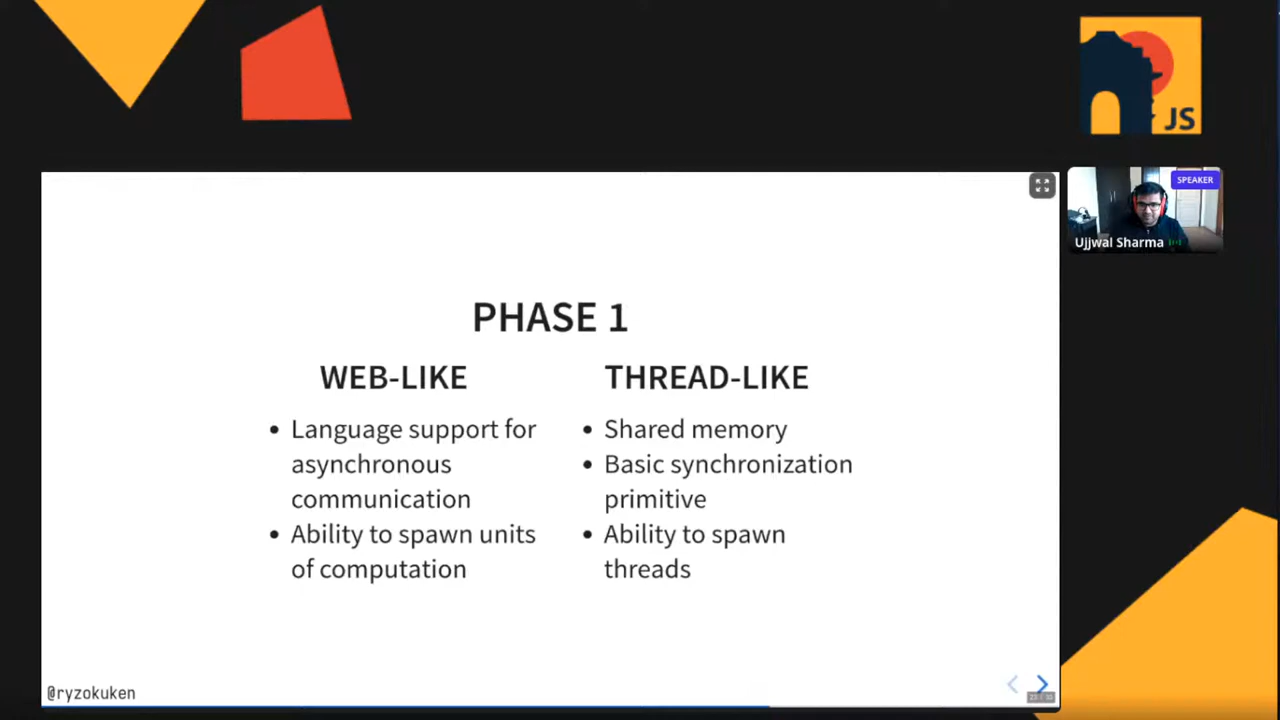 JS
SPEAKER
Ujjwal Sharma
PHASE 1
WEB-LIKE
• Language support for
asynchronous
communication
• Ability to spawn units
of computation
THREAD-LIKE
• Shared memory
• Basic synchronization
primitive
• Ability to spawn
threads
@ryzokuken